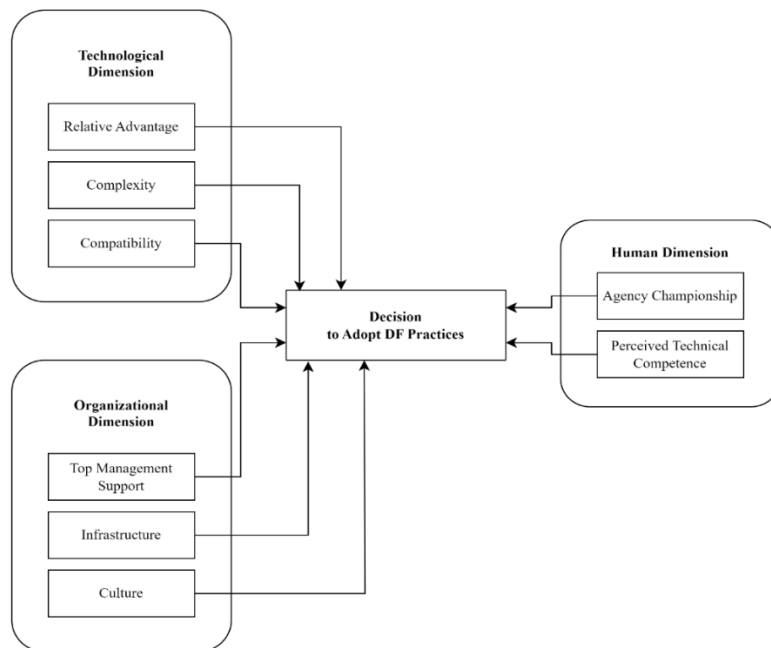 Technological
Dimension
Relative Advantage
Complexity
Compatibility
Decision
to Adopt DF Practices
Human Dimension
Agency Championship
Perceived Technical
Competence
Organizational
Dimension
Top Management
Support
Infrastructure
Culture